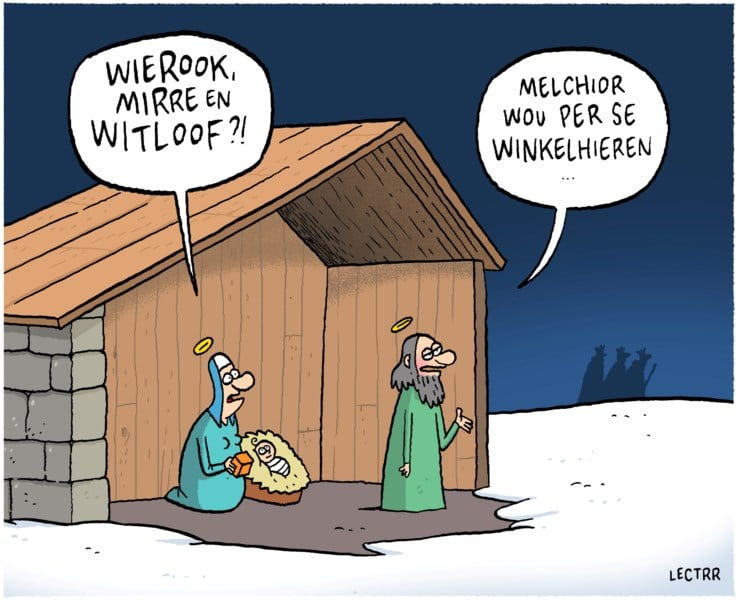 WIEROOK,
MIRRE EN
WITLOOF?!
MELCHIOR
WOU PER SE
WINKELHIEREN
...
LECTRR